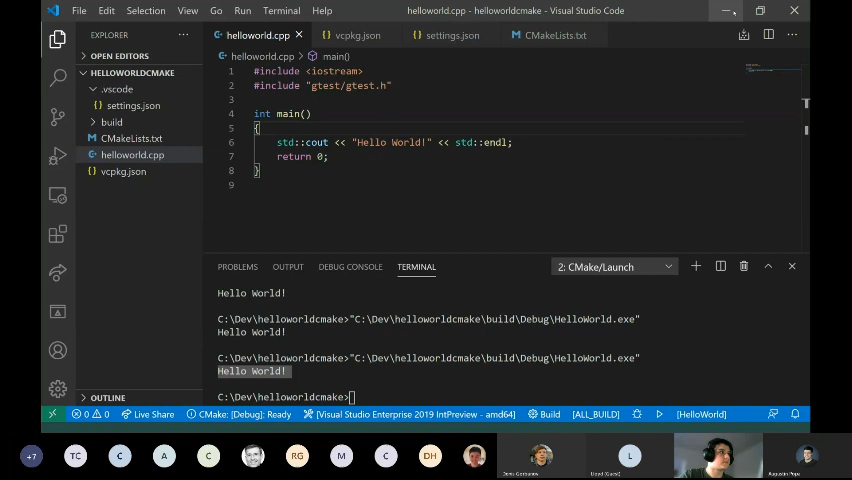 File Edit Selection View Go Run Terminal Help
helloworld.cpp - helloworldcmake - Visual Studio Code
EXPLORER
OPEN EDITORS
HELLOWORLDCMAKE
.vscode
settings.json
build
CMakeLists.txt
helloworld.cpp
vcpkg.json
OUTLINE
helloworld.cpp vcpkg.json settings.json CMakeLists.txt
helloworld.cpp > main()
1 #include <iostream>
2 #include "gtest/gtest.h"
3
4 int main()
5 {
6 std::cout << "Hello World!" << std::endl;
7 return 0;
8 }
9
PROBLEMS OUTPUT DEBUG CONSOLE TERMINAL 2: CMake/Launch
Hello World!
C:\Dev\helloworldcmake>"C:\Dev\helloworldcmake\build\Debug\HelloWorld.exe"
Hello World!
C:\Dev\helloworldcmake>"C:\Dev\helloworldcmake\build\Debug\HelloWorld.exe"
Hello World!
C:\Dev\helloworldcmake>
0 0 Live Share CMake: [Debug]: Ready [Visual Studio Enterprise 2019 IntPreview - amd64] Build [ALL_BUILD] [HelloWorld]
+7 TC C A C RG M C DH L
Lloyd (Guest)
Augustin Popa